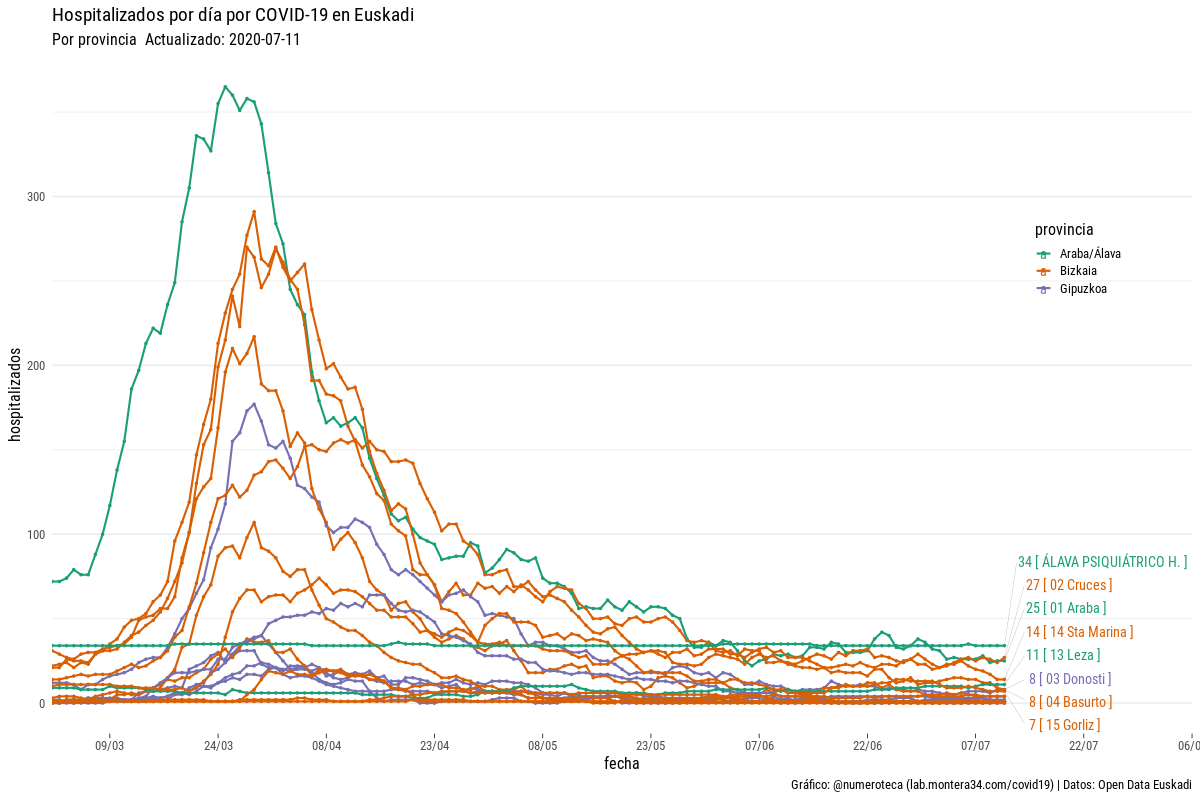 Hospitalizados por día por COVID-19 en Euskadi
Por provincia Actualizado: 2020-07-11
hospitalizados
300
200
100
0
provincia
Araba/Álava
Bizkaia
Gipuzkoa
34 [ ÁLAVA PSIQUIÁTRICO H. ]
27 [ 02 Cruces ]
25 [ 01 Araba ]
14 [ 14 Sta Marina ]
11 [ 13 Leza ]
8 [ 03 Donosti ]
8 [ 04 Basurto ]
7 [ 15 Gorliz ]
09/03 24/03 08/04 23/04 08/05 23/05 07/06 22/06 07/07 22/07 06/0
fecha
Gráfico: @numeroteca (lab.montera34.com/covid19) | Datos: Open Data Euskadi